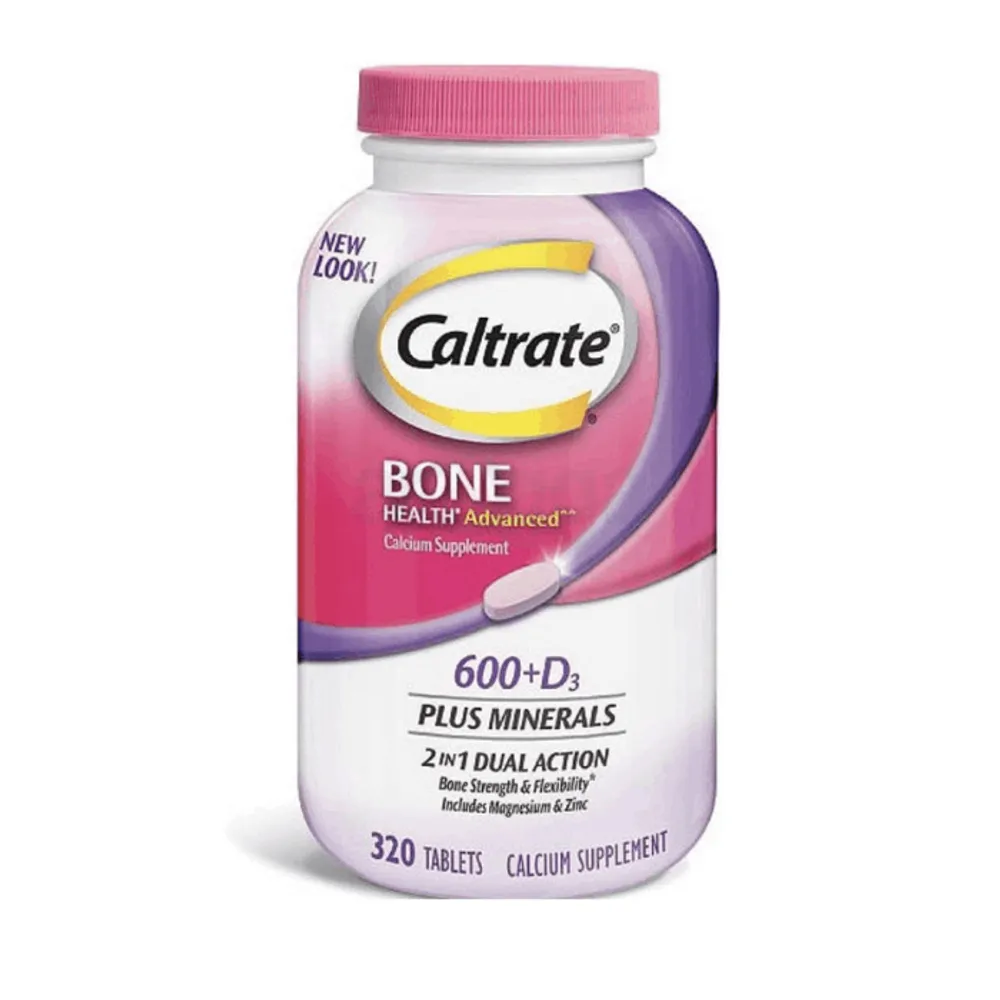 NEW
LOOK!
Caltrate®
®
BONE
HEALTH* Advanced^^
Calcium Supplement
600+D₃
PLUS MINERALS
2 IN 1 DUAL ACTION
Bone Strength & Flexibility*
Includes Magnesium & Zinc
320 TABLETS CALCIUM SUPPLEMENT